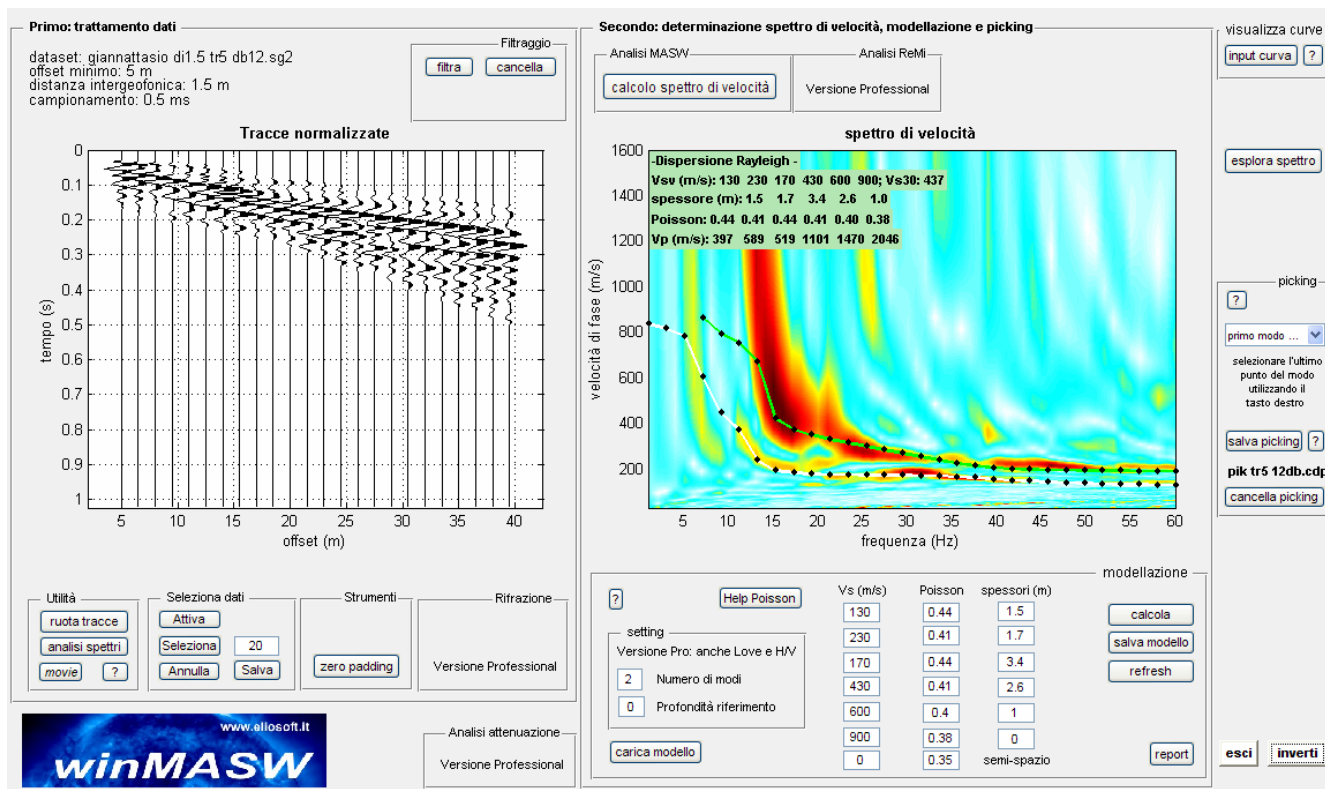 Primo: trattamento dati
dataset: giannattasio di1.5 tr5 db12.sg2
offset minimo: 5 m
distanza intergeofonica: 1.5 m
campionamento: 0.5 ms
Filtraggio
filtra cancella
Tracce normalizzate
0
0.1
0.2
0.3
0.4
0.5
0.6
0.7
0.8
0.9
1
tempo (s)
5 10 15 20 25 30 35 40
offset (m)
Utilità
ruota tracce
analisi spettri
movie ?
Seleziona dati
Attiva
Seleziona 20
Annulla Salva
Strumenti
zero padding
Rifrazione
Versione Professional
www.eliosoft.it
winMASW
Analisi attenuazione
Versione Professional
Secondo: determinazione spettro di velocità, modellazione e picking
Analisi MASW
calcolo spettro di velocità
Analisi ReMi
Versione Professional
spettro di velocità
-Dispersione Rayleigh -
Vsv (m/s): 130 230 170 430 600 900; Vs30: 437
spessore (m): 1.5 1.7 3.4 2.6 1.0
Poisson: 0.44 0.41 0.44 0.41 0.40 0.38
Vp (m/s): 397 589 519 1101 1470 2046
1600
1400
1200
1000
800
600
400
200
velocità di fase (m/s)
5 10 15 20 25 30 35 40 45 50 55 60
frequenza (Hz)
modellazione
? Help Poisson
setting
Versione Pro: anche Love e H/V
2 Numero di modi
0 Profondità riferimento
carica modello
Vs (m/s) Poisson spessori (m)
130 0.44 1.5
230 0.41 1.7
170 0.44 3.4
430 0.41 2.6
600 0.4 1
900 0.38 0
0 0.35 semi-spazio
calcola
salva modello
refresh
report
visualizza curve
input curva ?
esplora spettro
picking
?
primo modo ...
selezionare l'ultimo
punto del modo
utilizzando il
tasto destro
salva picking ?
pik tr5 12db.cdp
cancella picking
esci inverti